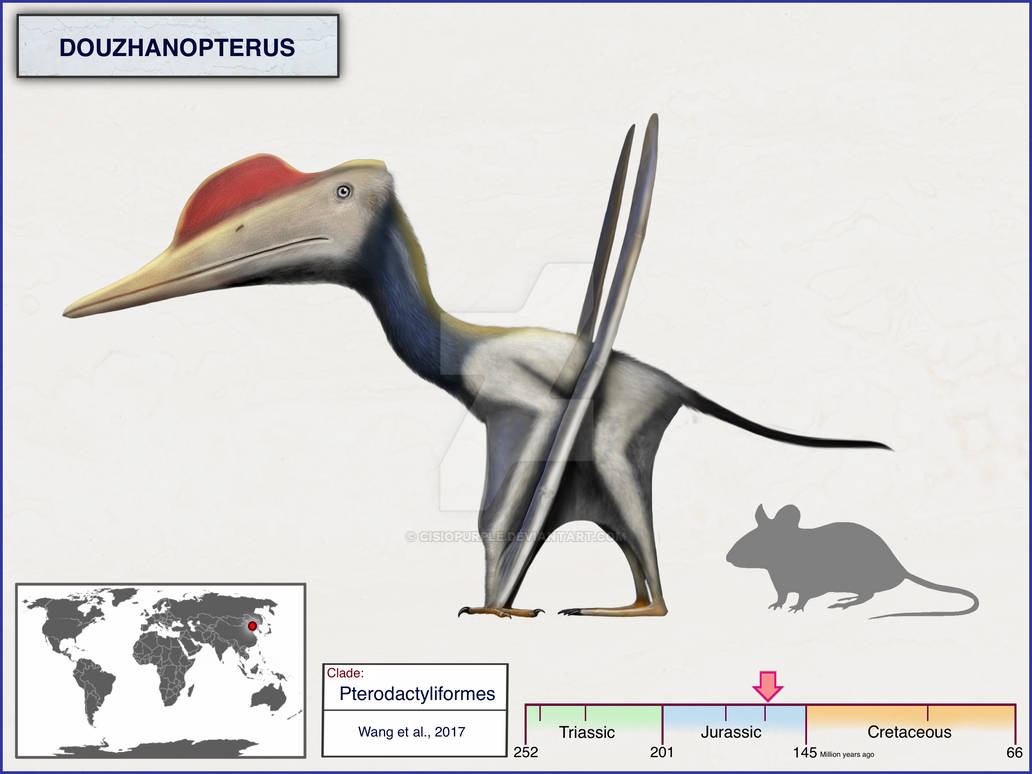 DOUZHANOPTERUS
© CISIOPURPLE.DEVIANTART.COM
Clade:
Pterodactyliformes
Wang et al., 2017
Triassic
Jurassic
Cretaceous
252
201
145
Million years ago
66